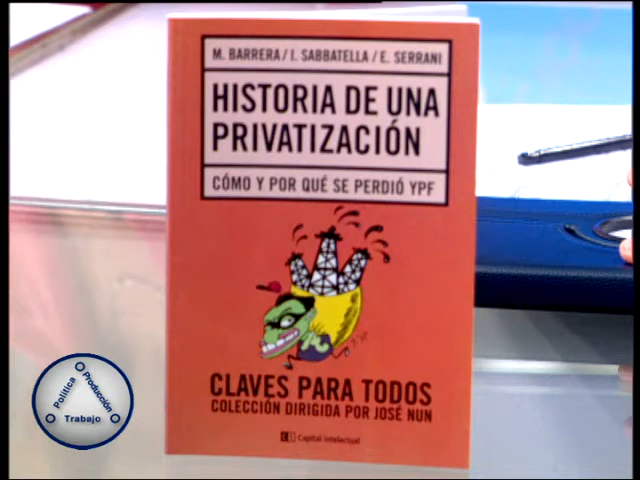 M. BARRERA / I. SABBATELLA / E. SERRANI
HISTORIA DE UNA
PRIVATIZACIÓN
CÓMO Y POR QUÉ SE PERDIÓ YPF
CLAVES PARA TODOS
COLECCIÓN DIRIGIDA POR JOSÉ NUN
CI Capital intelectual
Política
Producción
Trabajo